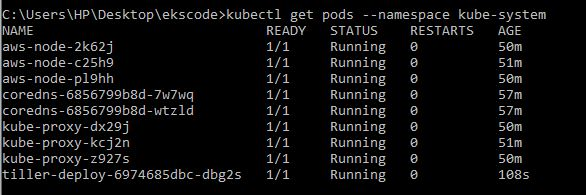 C:\Users\HP\Desktop\ekscode>kubectl get pods --namespace kube-system
NAME READY STATUS RESTARTS AGE
aws-node-2k62j 1/1 Running 0 50m
aws-node-c25h9 1/1 Running 0 51m
aws-node-pl9hh 1/1 Running 0 50m
coredns-6856799b8d-7w7wq 1/1 Running 0 57m
coredns-6856799b8d-wtzld 1/1 Running 0 57m
kube-proxy-dx29j 1/1 Running 0 50m
kube-proxy-kcj2n 1/1 Running 0 51m
kube-proxy-z927s 1/1 Running 0 50m
tiller-deploy-6974685dbc-dbg2s 1/1 Running 0 108s